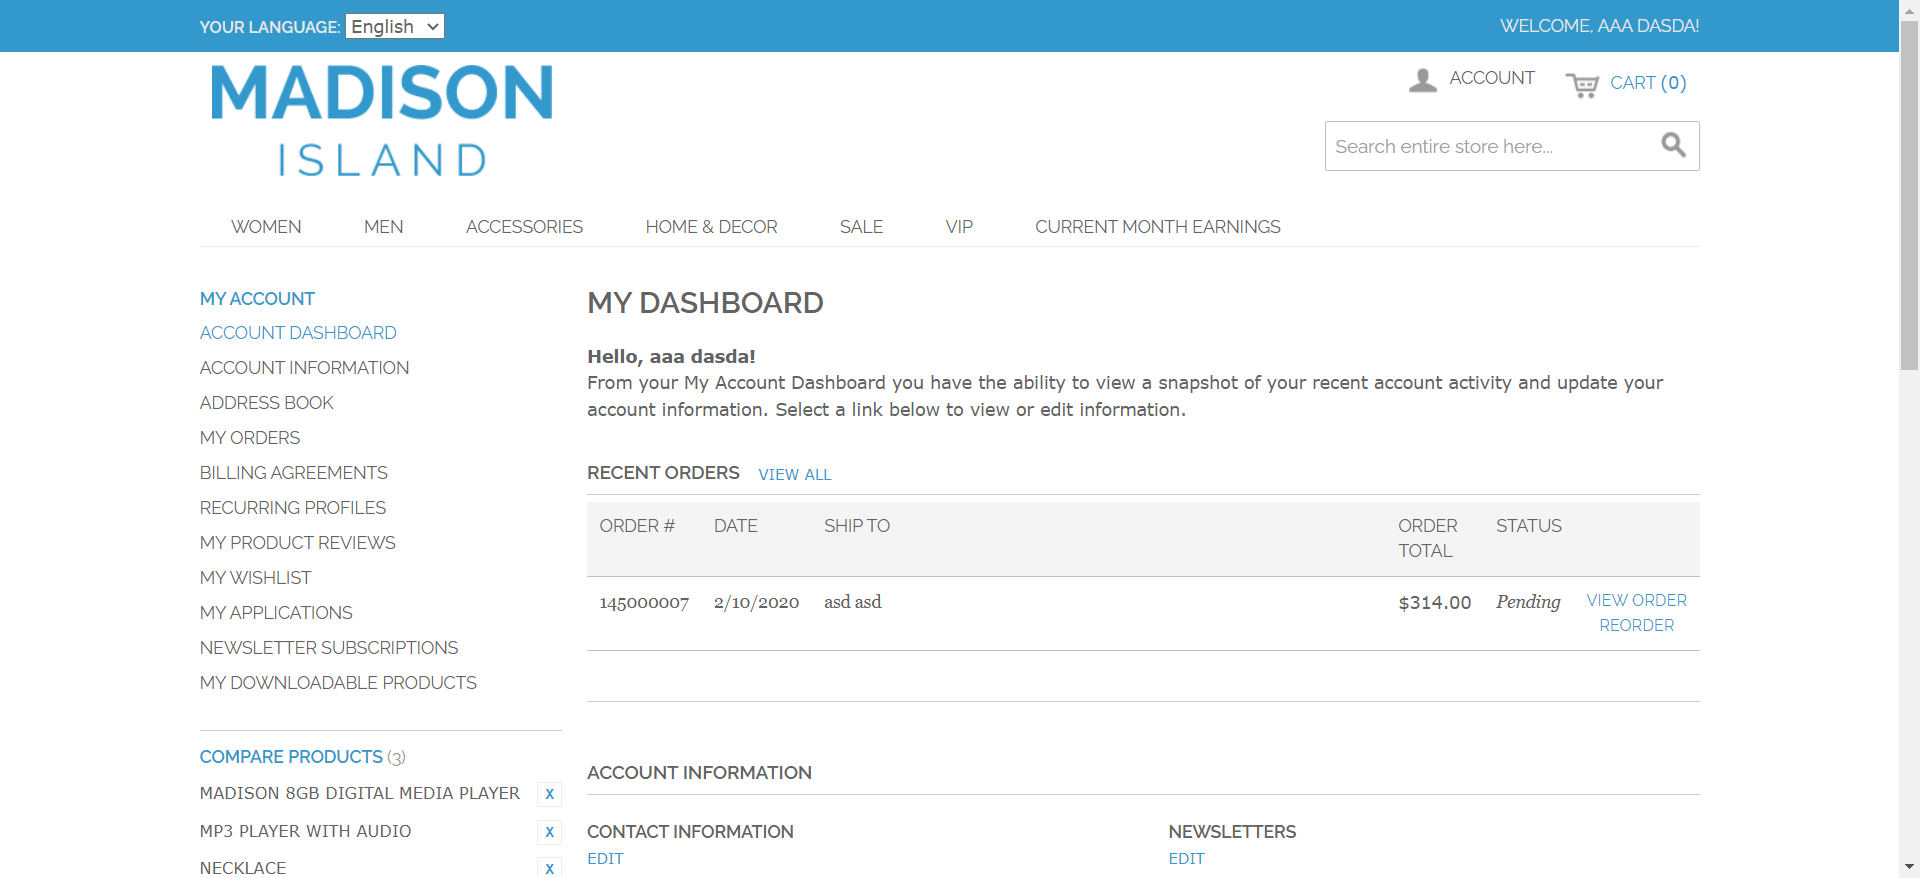 YOUR LANGUAGE: English
WELCOME, AAA DASDA!
MADISON
ISLAND
ACCOUNT
CART (0)
Search entire store here...
WOMEN MEN ACCESSORIES HOME & DECOR SALE VIP CURRENT MONTH EARNINGS
MY ACCOUNT
ACCOUNT DASHBOARD
ACCOUNT INFORMATION
ADDRESS BOOK
MY ORDERS
BILLING AGREEMENTS
RECURRING PROFILES
MY PRODUCT REVIEWS
MY WISHLIST
MY APPLICATIONS
NEWSLETTER SUBSCRIPTIONS
MY DOWNLOADABLE PRODUCTS
COMPARE PRODUCTS (3)
MADISON 8GB DIGITAL MEDIA PLAYER X
MP3 PLAYER WITH AUDIO X
NECKLACE X
MY DASHBOARD
Hello, aaa dasda!
From your My Account Dashboard you have the ability to view a snapshot of your recent account activity and update your
account information. Select a link below to view or edit information.
RECENT ORDERS VIEW ALL
ORDER # DATE SHIP TO ORDER TOTAL STATUS
145000007 2/10/2020 asd asd $314.00 Pending VIEW ORDER
REORDER
ACCOUNT INFORMATION
CONTACT INFORMATION
EDIT
NEWSLETTERS
EDIT